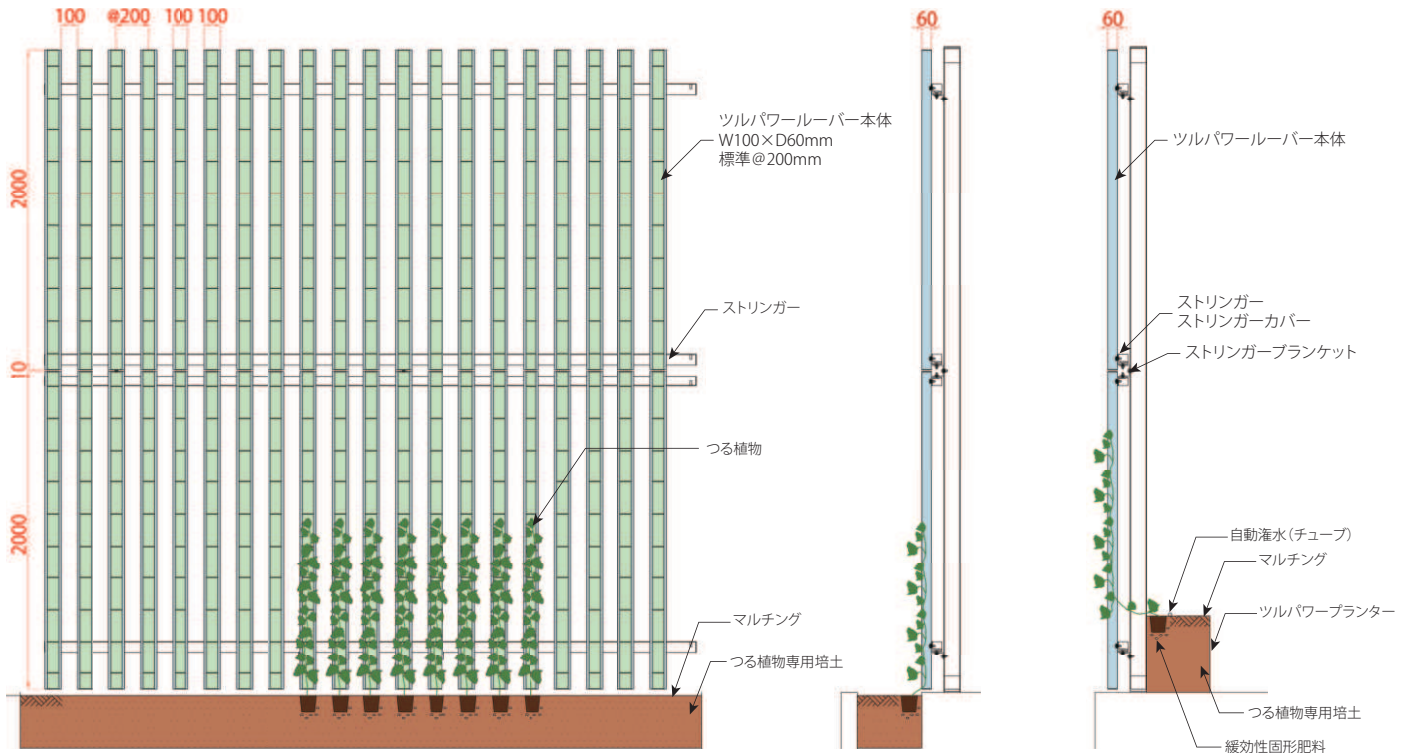 100
@200
100
100
2000
10
2000
ツルパワールーバー本体
W100×D60mm
標準@200mm
ストリンガー
つる植物
マルチング
つる植物専用培土
60
60
ツルパワールーバー本体
ストリンガー
ストリンガーカバー
ストリンガーブランケット
自動潅水(チューブ)
マルチング
ツルパワープランター
つる植物専用培土
緩効性固形肥料